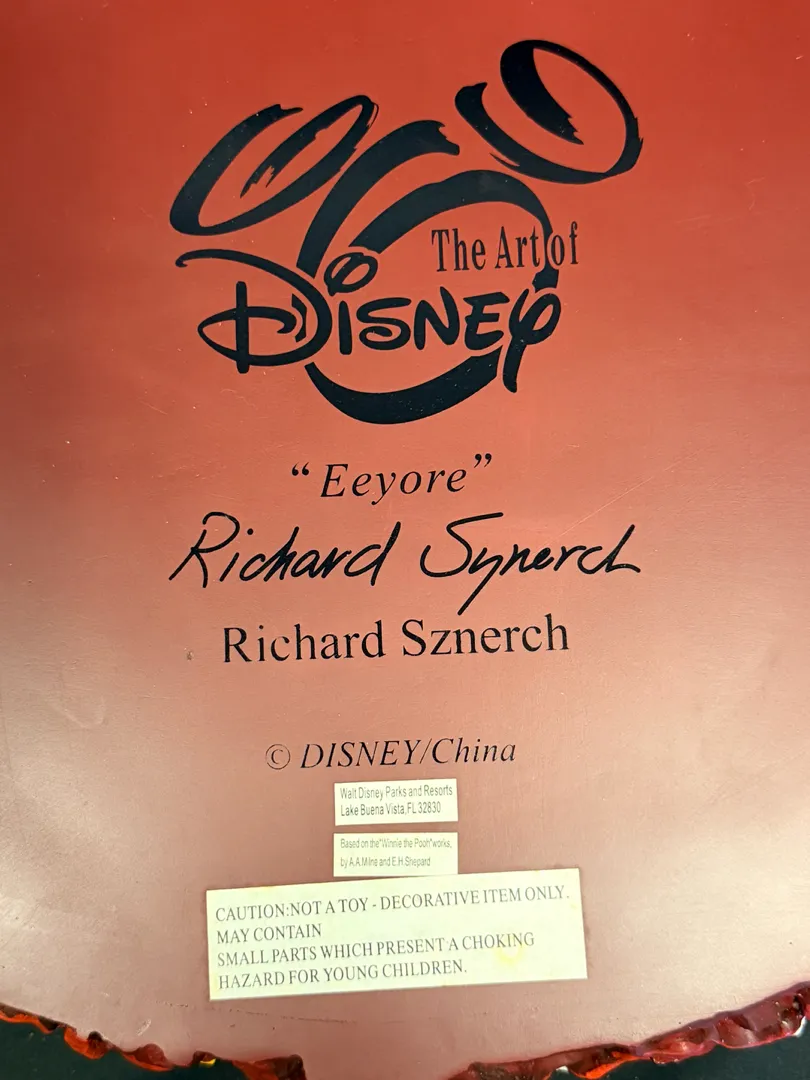 The Art of
Disney
“Eeyore”
Richard Synerch
Richard Sznerch
© DISNEY/China
Walt Disney Parks and Resorts
Lake Buena Vista,FL 32830
Based on the"Winnie the Pooh"works,
by A.A.Milne and E.H.Shepard
CAUTION:NOT A TOY - DECORATIVE ITEM ONLY.
MAY CONTAIN
SMALL PARTS WHICH PRESENT A CHOKING
HAZARD FOR YOUNG CHILDREN.